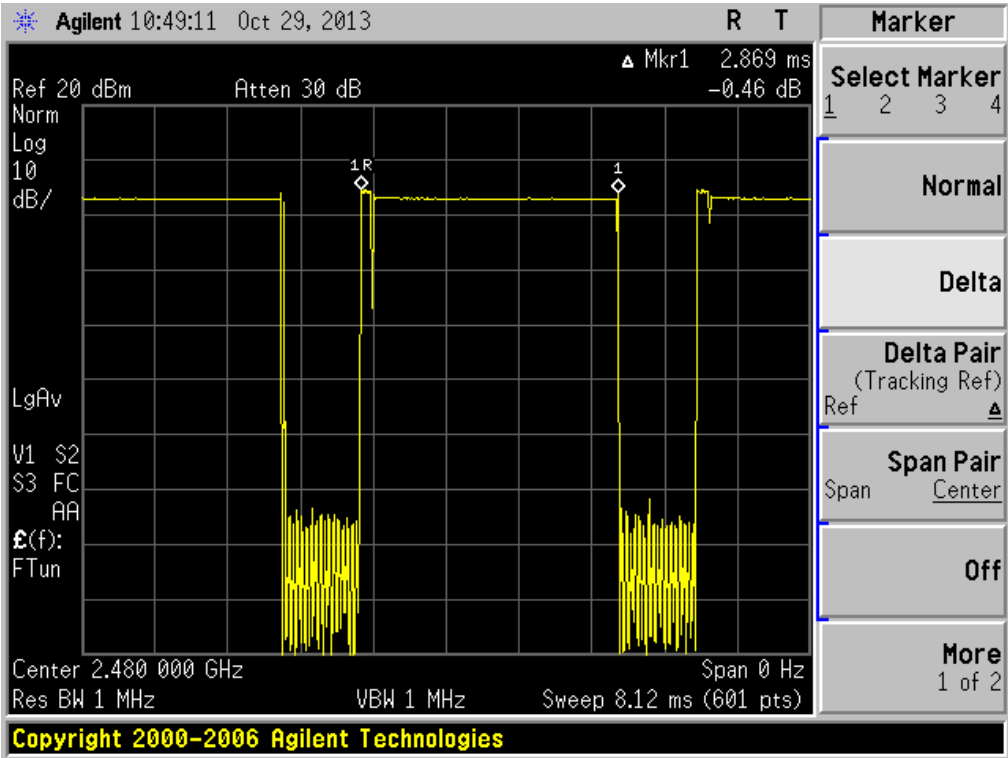 Agilent 10:49:11 Oct 29, 2013 R T
Δ Mkr1 2.869 ms
Ref 20 dBm Atten 30 dB -0.46 dB
Norm
Log
10
dB/
1R
1
LgAv
V1 S2
S3 FC
AA
£(f):
FTun
Center 2.480 000 GHz Span 0 Hz
Res BW 1 MHz VBW 1 MHz Sweep 8.12 ms (601 pts)
Copyright 2000-2006 Agilent Technologies
Marker
Select Marker
1 2 3 4
Normal
Delta
Delta Pair
(Tracking Ref)
Ref Δ
Span Pair
Span Center
Off
More
1 of 2